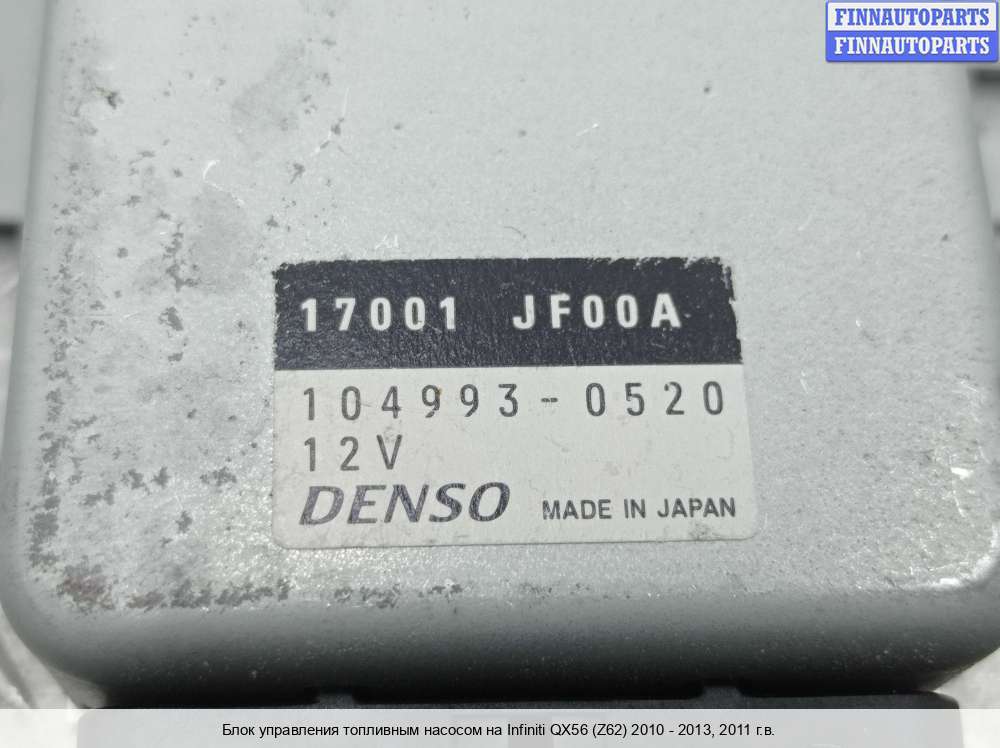 FINNAUTOPARTS
FINNAUTOPARTS
17001 JF00A
104993-0520
12V
DENSO MADE IN JAPAN
Блок управления топливным насосом на Infiniti QX56 (Z62) 2010 - 2013, 2011 г.в.